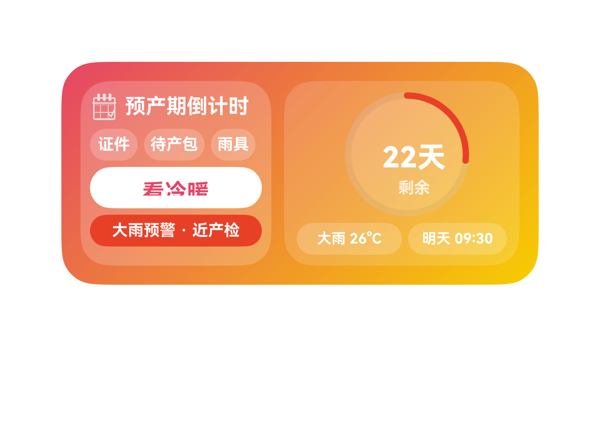 预产期倒计时
证件 待产包 雨具
看冷暖
大雨预警 · 近产检
22天
剩余
大雨 26°C 明天 09:30